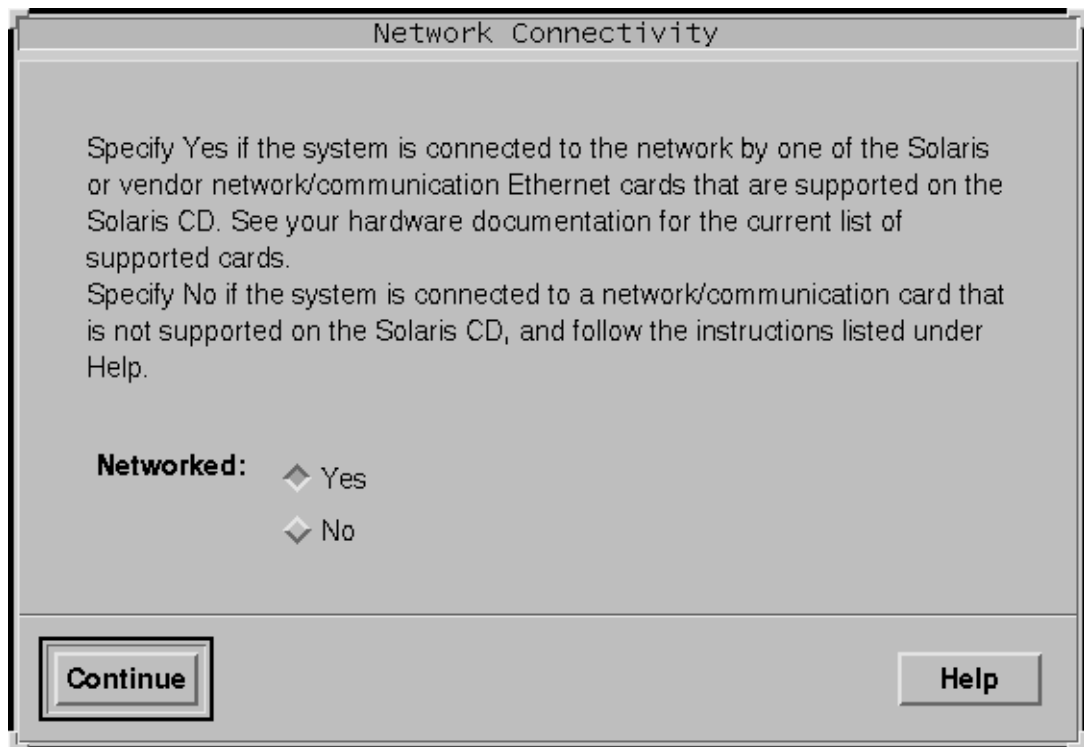 Network Connectivity
Specify Yes if the system is connected to the network by one of the Solaris
or vendor network/communication Ethernet cards that are supported on the
Solaris CD. See your hardware documentation for the current list of
supported cards.
Specify No if the system is connected to a network/communication card that
is not supported on the Solaris CD, and follow the instructions listed under
Help.
Networked:
Yes
No
Continue
Help